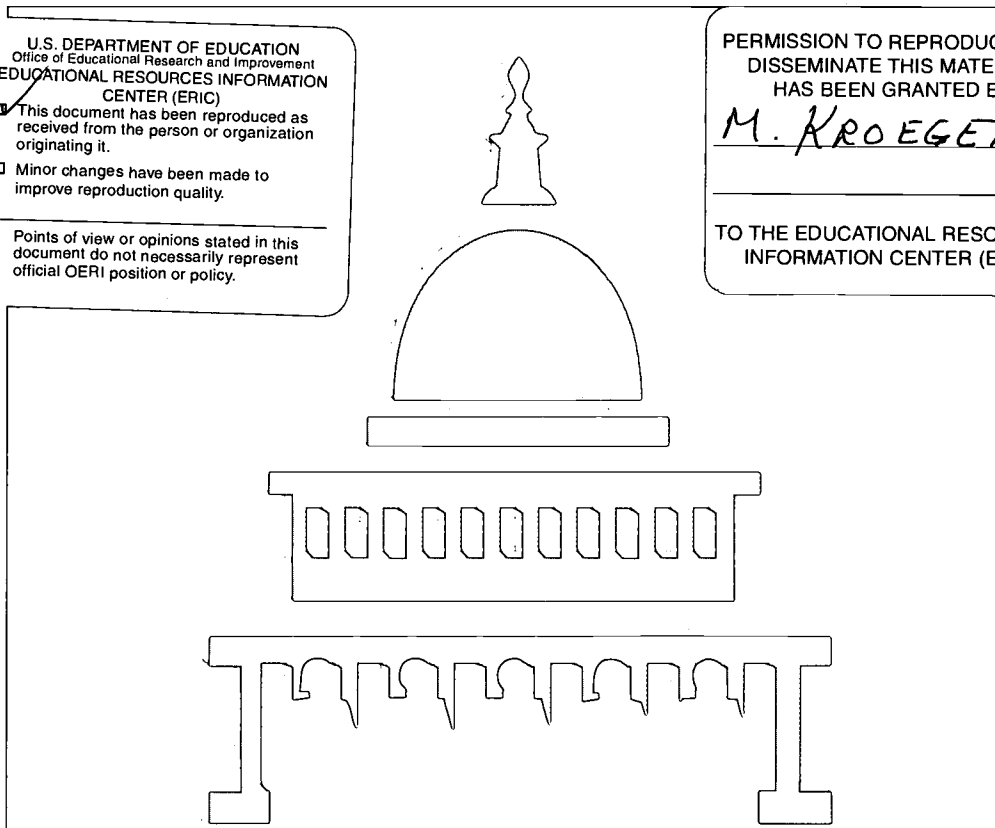 U.S. DEPARTMENT OF EDUCATION
Office of Educational Research and Improvement
EDUCATIONAL RESOURCES INFORMATION
CENTER (ERIC)
This document has been reproduced as
received from the person or organization
originating it.
Minor changes have been made to
improve reproduction quality.
Points of view or opinions stated in this
document do not necessarily represent
official OERI position or policy.
PERMISSION TO REPRODUC
DISSEMINATE THIS MATE
HAS BEEN GRANTED B
M. KROEGE
TO THE EDUCATIONAL RESO
INFORMATION CENTER (E